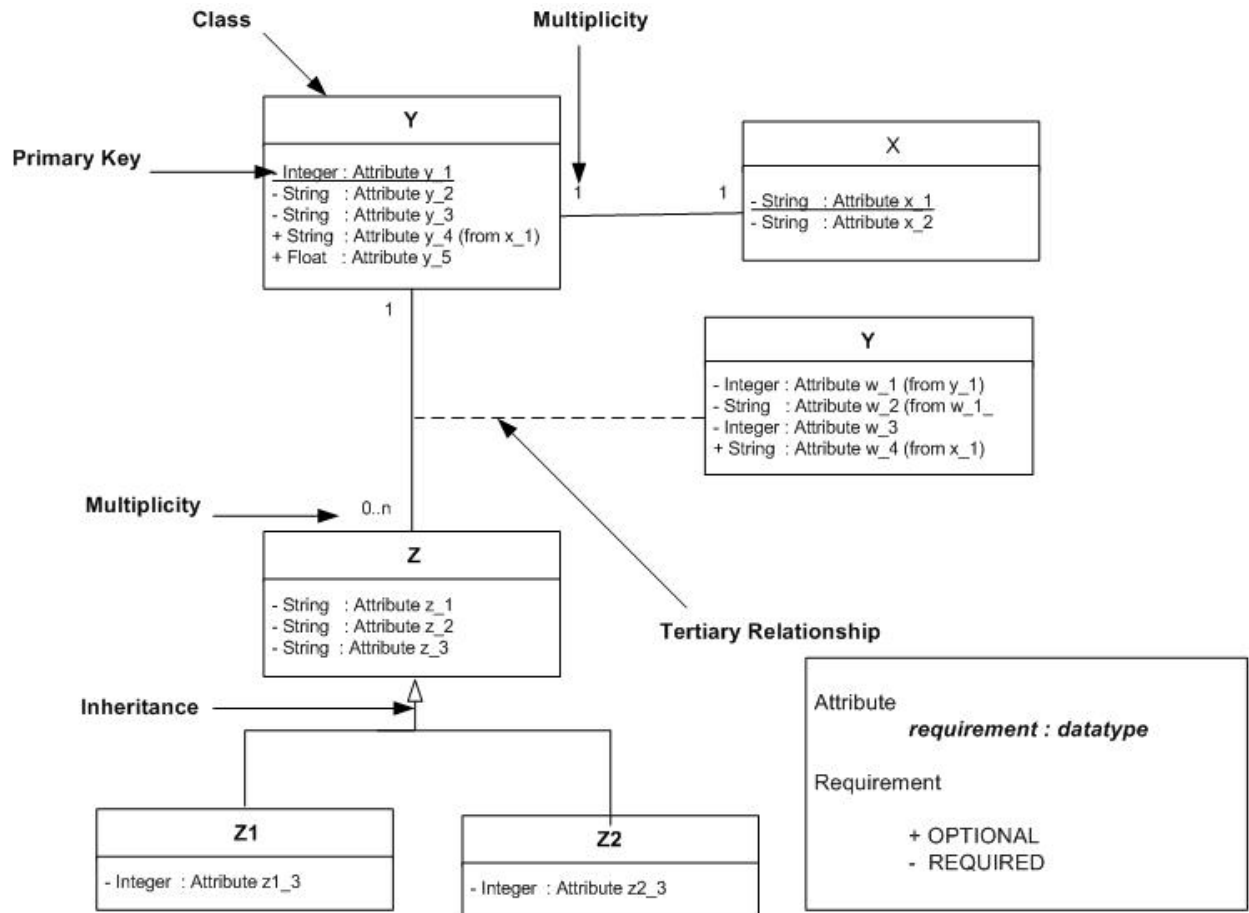 Class
Multiplicity
Y
Primary Key
- Integer : Attribute y_1
- String : Attribute y_2
- String : Attribute y_3
+ String : Attribute y_4 (from x_1)
+ Float : Attribute y_5
1
1
X
- String : Attribute x_1
- String : Attribute x_2
1
Y
- Integer : Attribute w_1 (from y_1)
- String : Attribute w_2 (from w_1_
- Integer : Attribute w_3
+ String : Attribute w_4 (from x_1)
Multiplicity
0..n
Z
- String : Attribute z_1
- String : Attribute z_2
- String : Attribute z_3
Tertiary Relationship
Inheritance
Z1
- Integer : Attribute z1_3
Z2
- Integer : Attribute z2_3
Attribute
requirement : datatype
Requirement
+ OPTIONAL
- REQUIRED